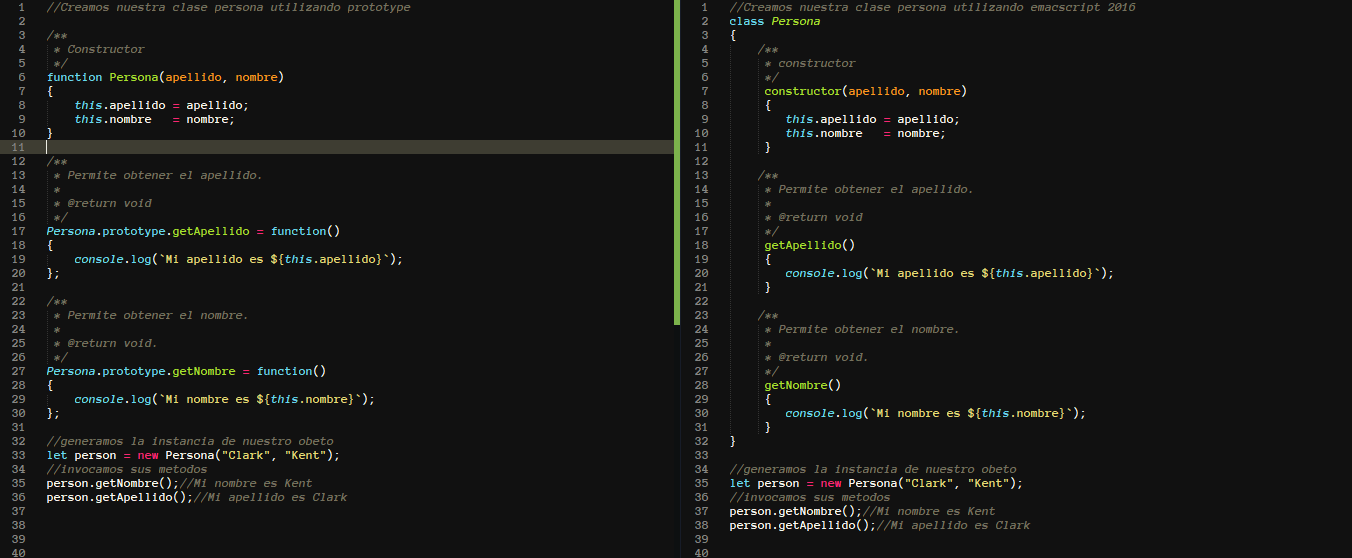 1 //Creamos nuestra clase persona utilizando prototype
2
3 /**
4  * Constructor
5  */
6 function Persona(apellido, nombre)
7 {
8     this.apellido = apellido;
9     this.nombre   = nombre;
10 }
11
12 /**
13  * Permite obtener el apellido.
14  *
15  * @return void
16  */
17 Persona.prototype.getApellido = function()
18 {
19     console.log(`Mi apellido es ${this.apellido}`);
20 };
21
22 /**
23  * Permite obtener el nombre.
24  *
25  * @return void.
26  */
27 Persona.prototype.getNombre = function()
28 {
29     console.log(`Mi nombre es ${this.nombre}`);
30 };
31
32 //generamos la instancia de nuestro obeto
33 let person = new Persona("Clark", "Kent");
34 //invocamos sus metodos
35 person.getNombre();//Mi nombre es Kent
36 person.getApellido();//Mi apellido es Clark
37
38
39
40
1 //Creamos nuestra clase persona utilizando emacscript 2016
2 class Persona
3 {
4     /**
5      * constructor
6      */
7      constructor(apellido, nombre)
8      {
9         this.apellido = apellido;
10         this.nombre   = nombre;
11      }
12
13     /**
14      * Permite obtener el apellido.
15      *
16      * @return void
17      */
18      getApellido()
19      {
20         console.log(`Mi apellido es ${this.apellido}`);
21      }
22
23     /**
24      * Permite obtener el nombre.
25      *
26      * @return void.
27      */
28      getNombre()
29      {
30         console.log(`Mi nombre es ${this.nombre}`);
31      }
32 }
33
34 //generamos la instancia de nuestro obeto
35 let person = new Persona("Clark", "Kent");
36 //invocamos sus metodos
37 person.getNombre();//Mi nombre es Kent
38 person.getApellido();//Mi apellido es Clark
39
40